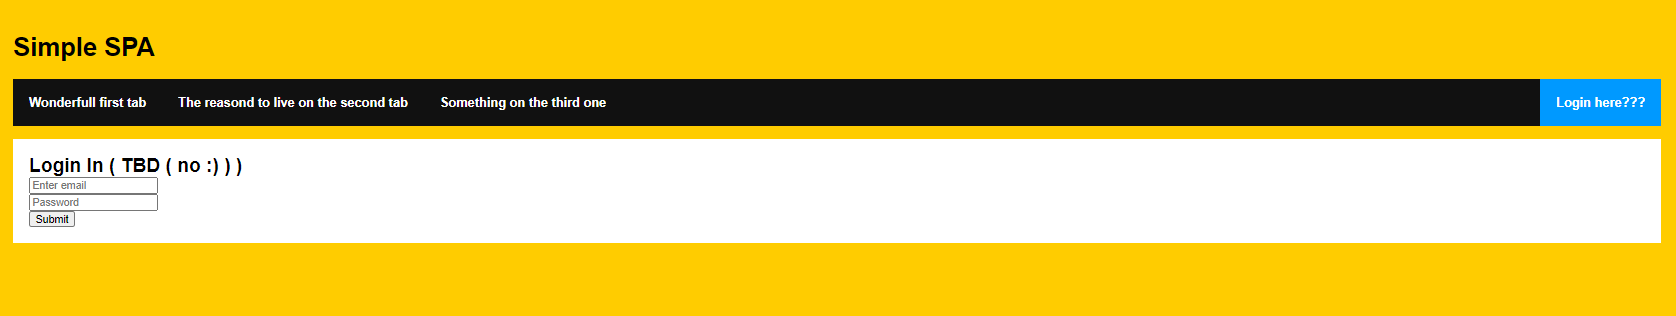 Simple SPA
Wonderfull first tab The reasond to live on the second tab Something on the third one Login here???
Login In ( TBD ( no :) ) )
Enter email
Password
Submit